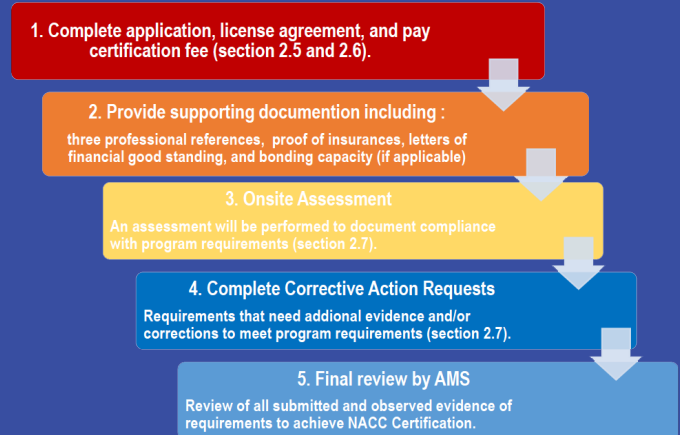 1. Complete application, license agreement, and pay
certification fee (section 2.5 and 2.6).
2. Provide supporting documention including :
three professional references, proof of insurances, letters of
financial good standing, and bonding capacity (if applicable)
3. Onsite Assessment
An assessment will be performed to document compliance
with program requirements (section 2.7).
4. Complete Corrective Action Requests
Requirements that need addional evidence and/or
corrections to meet program requirements (section 2.7).
5. Final review by AMS
Review of all submitted and observed evidence of
requirements to achieve NACC Certification.